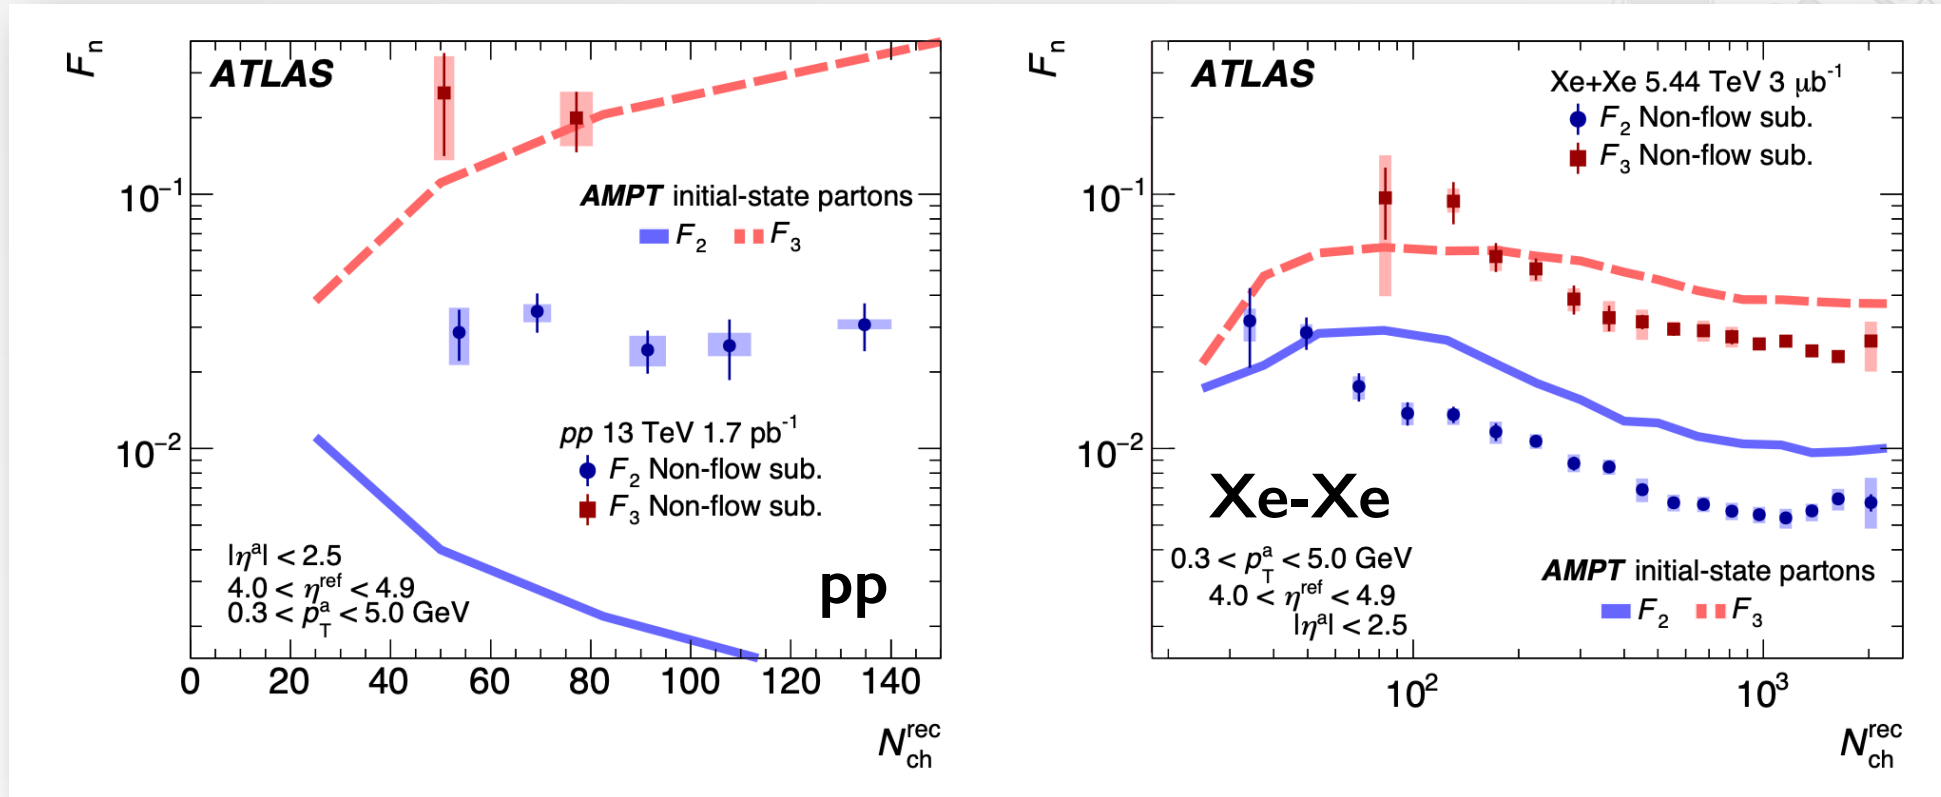 F_n
ATLAS
10^-1
AMPT initial-state partons
F_2 F_3
10^-2
pp 13 TeV 1.7 pb^-1
F_2 Non-flow sub.
F_3 Non-flow sub.
|η^a| < 2.5
4.0 < η^ref < 4.9
0.3 < p_T^a < 5.0 GeV
pp
0 20 40 60 80 100 120 140
N_ch^rec
F_n
ATLAS
Xe+Xe 5.44 TeV 3 μb^-1
F_2 Non-flow sub.
F_3 Non-flow sub.
10^-1
10^-2
Xe-Xe
0.3 < p_T^a < 5.0 GeV
4.0 < η^ref < 4.9
|η^a| < 2.5
AMPT initial-state partons
F_2 F_3
10^2 10^3
N_ch^rec